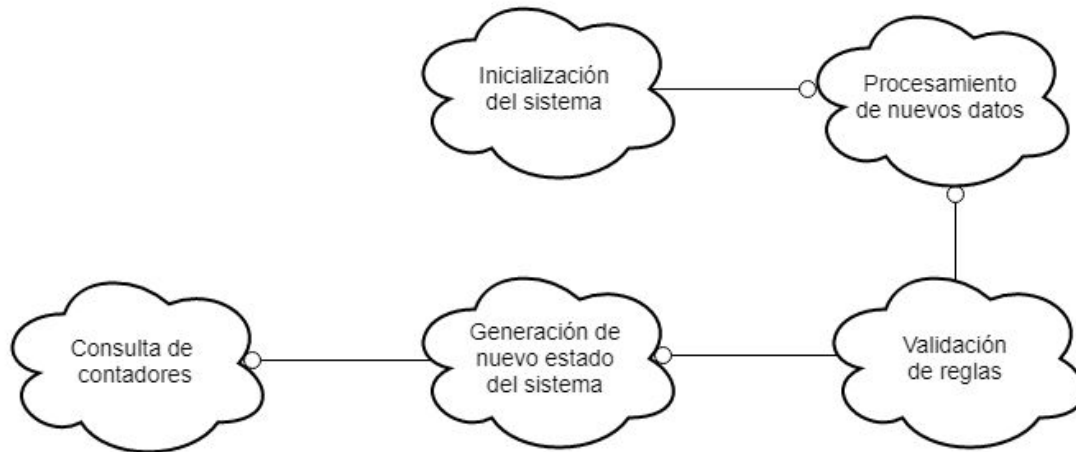 Inicialización
del sistema
Procesamiento
de nuevos datos
Consulta de
contadores
Generación de
nuevo estado
del sistema
Validación
de reglas